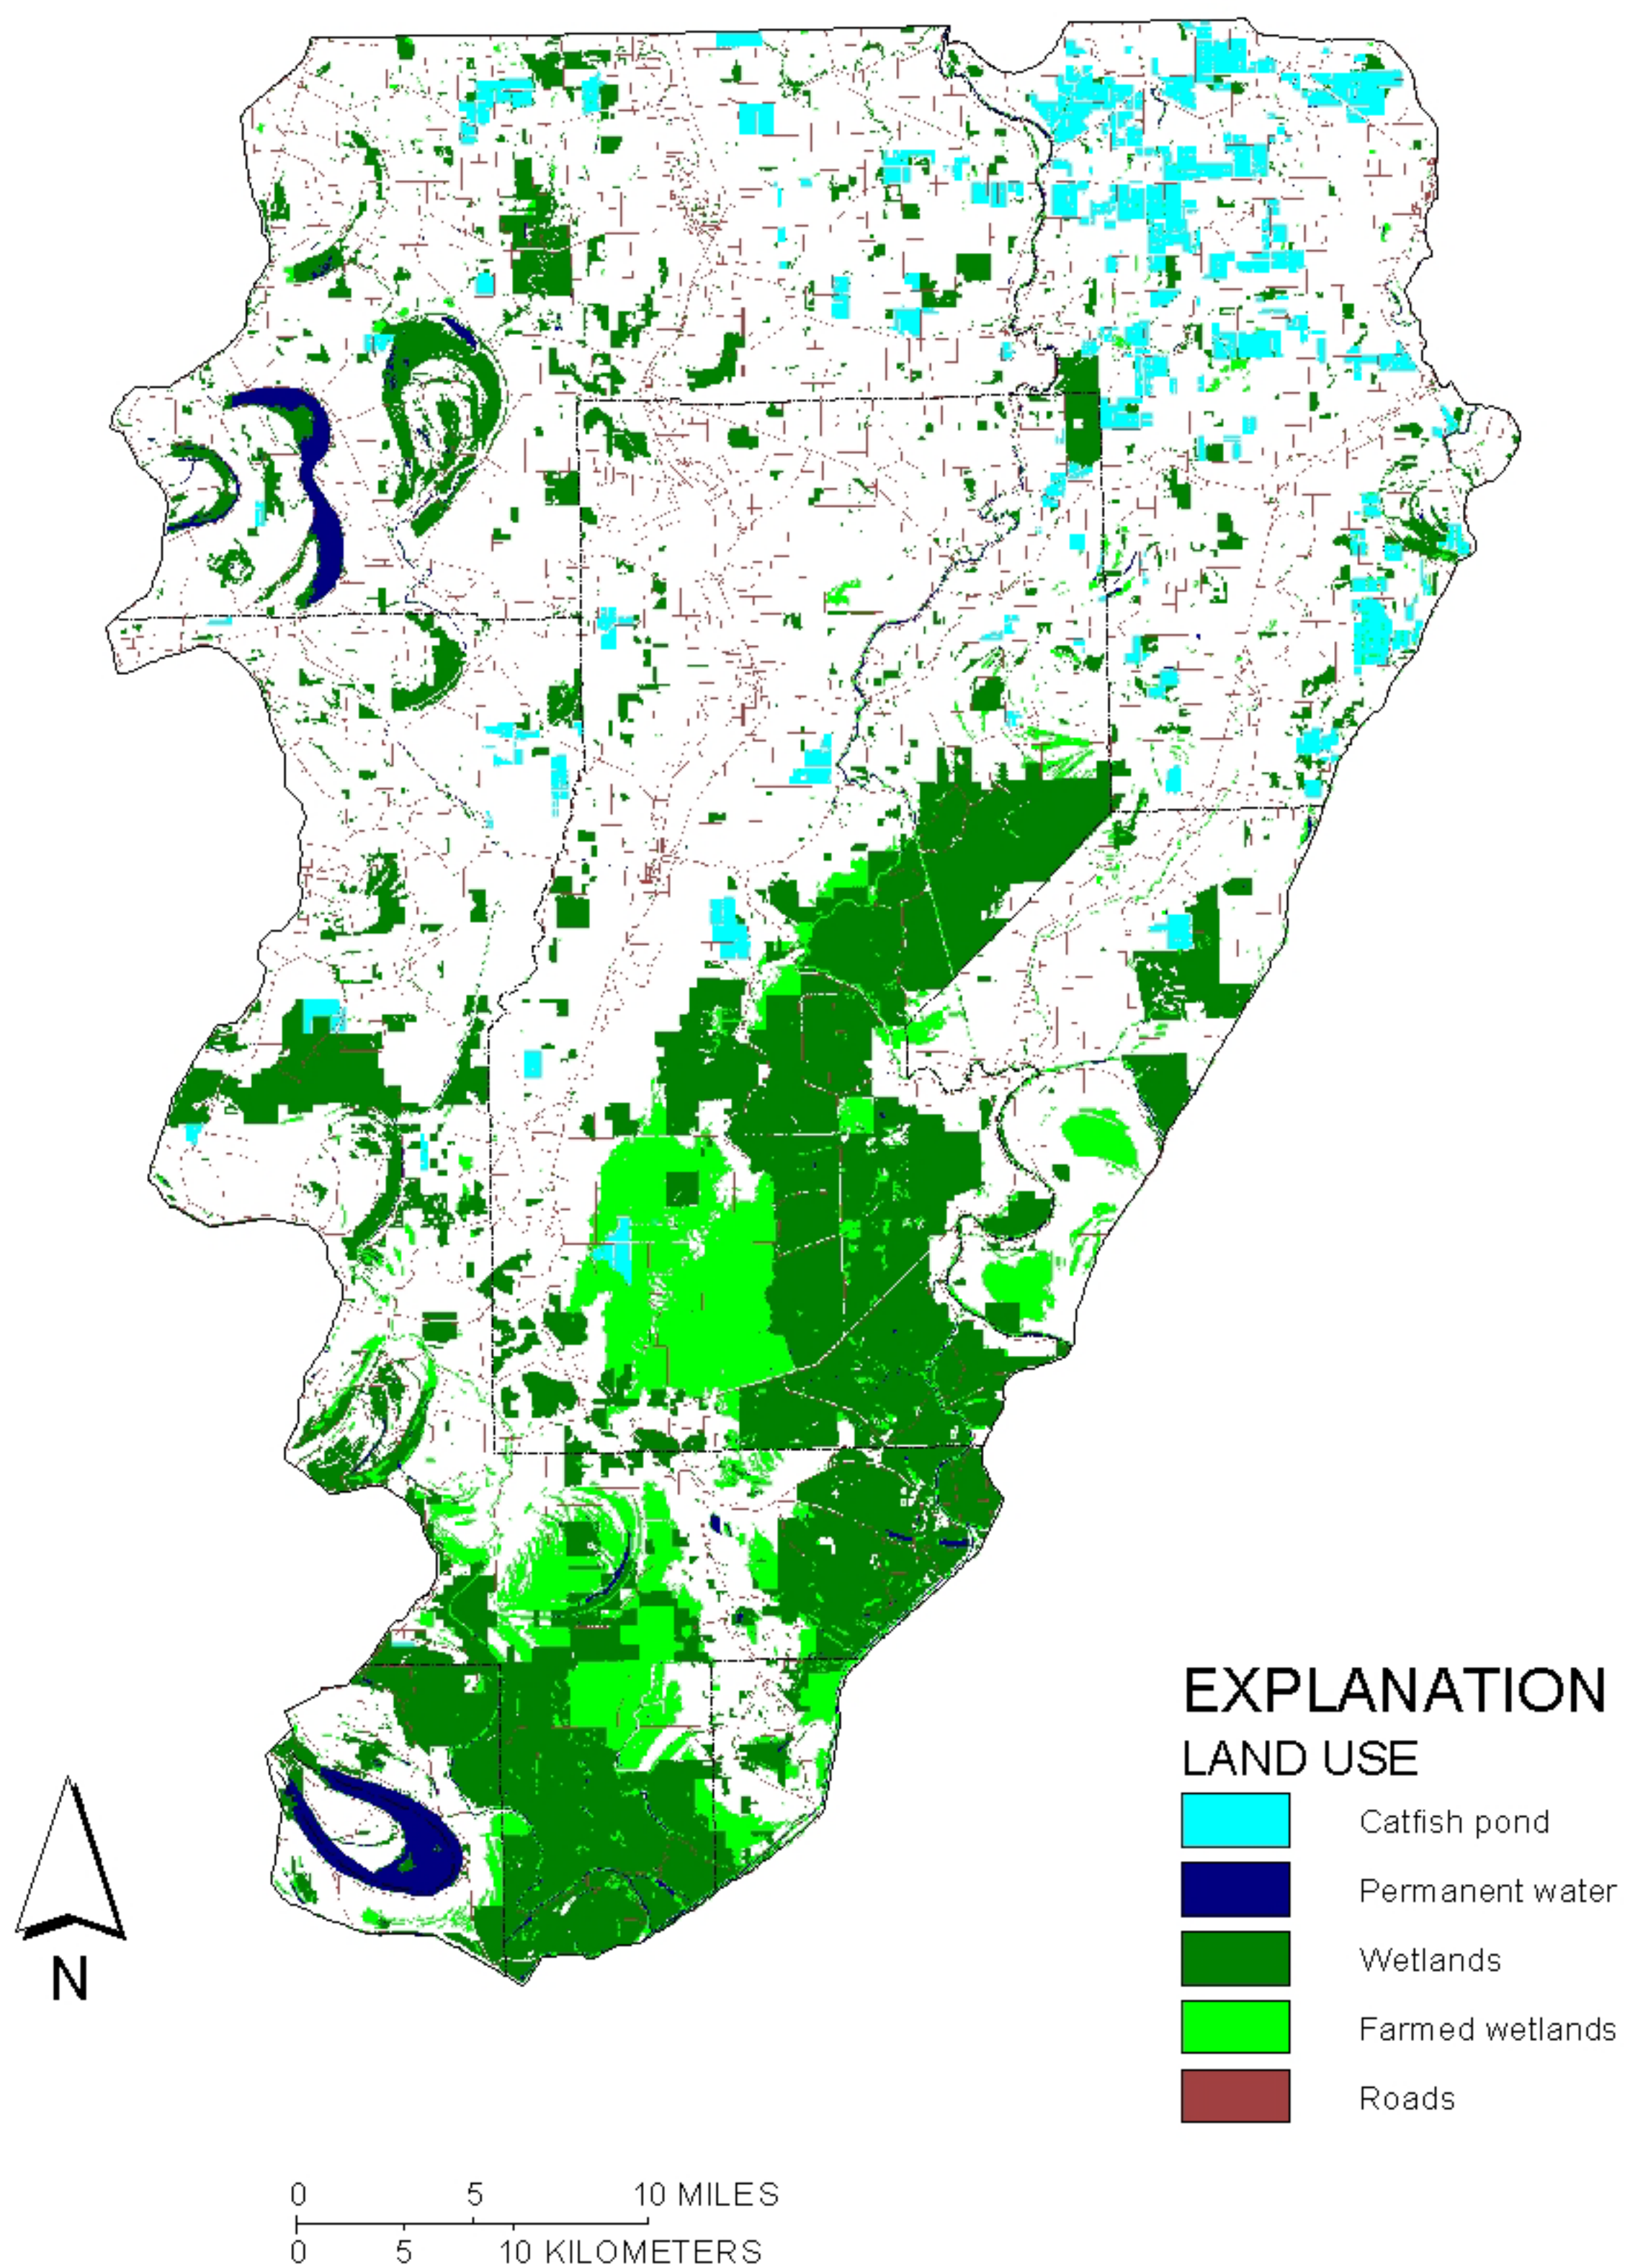 EXPLANATION
LAND USE
Catfish pond
Permanent water
Wetlands
Farmed wetlands
Roads
N
0 5 10 MILES
0 5 10 KILOMETERS